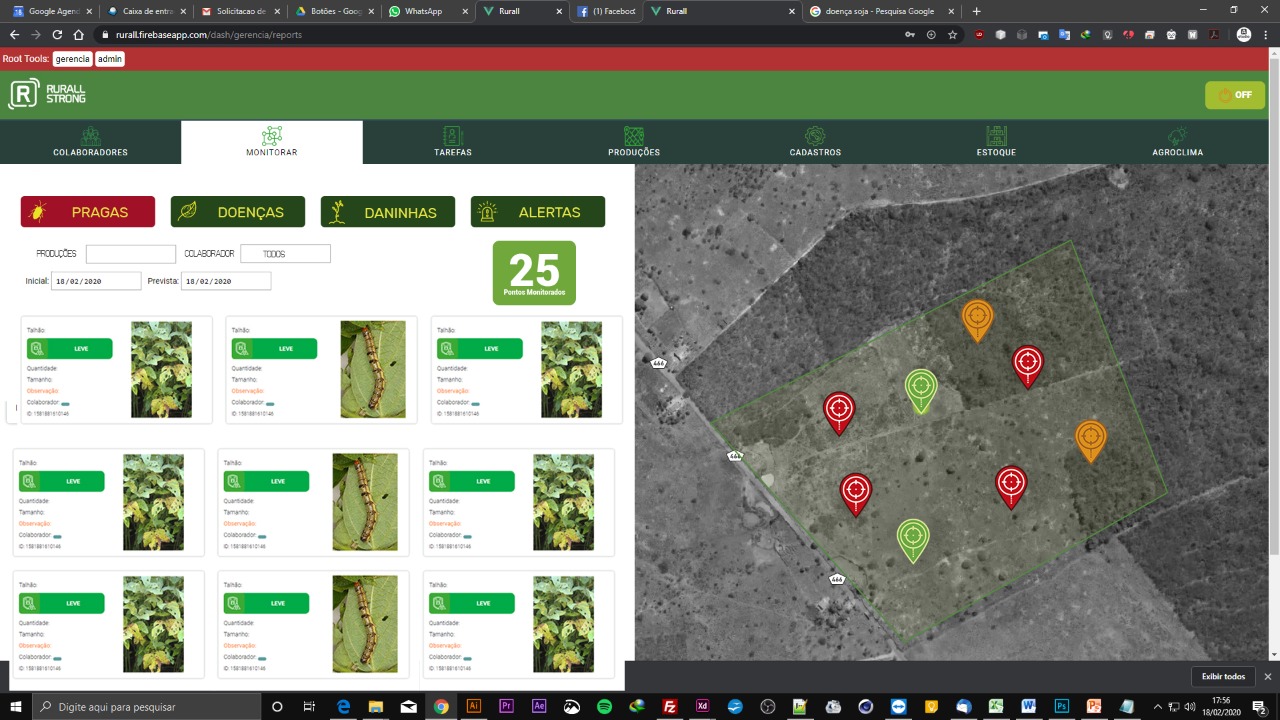 Google Agend
Caixa de entra
Solicitacao de
Botões - Goog
WhatsApp
Rurall
(1) Faceboo
Rurall
doença soja - Pesquisa Google
rurall.firebaseapp.com/dash/gerencia/reports
Root Tools: gerencia admin
RURALL
STRONG
OFF
COLABORADORES
MONITORAR
TAREFAS
PRODUÇÕES
CADASTROS
ESTOQUE
AGROCLIMA
PRAGAS
DOENÇAS
DANINHAS
ALERTAS
PRODUÇÕES
COLABORADOR TODOS
Inicial: 18/02/2020 Prevista: 18/02/2020
25
Pontos Monitorados
Talhão:
LEVE
Quantidade:
Tamanho:
Observação:
Colaborador:
ID: 1581881610146
Talhão:
LEVE
Quantidade:
Tamanho:
Observação:
Colaborador:
ID: 1581881610146
Talhão:
LEVE
Quantidade:
Tamanho:
Observação:
Colaborador:
ID: 1581881610146
Talhão:
LEVE
Quantidade:
Tamanho:
Observação:
Colaborador:
ID: 1581881610146
Talhão:
LEVE
Quantidade:
Tamanho:
Observação:
Colaborador:
ID: 1581881610146
Talhão:
LEVE
Quantidade:
Tamanho:
Observação:
Colaborador:
ID: 1581881610146
Talhão:
LEVE
Quantidade:
Tamanho:
Observação:
Colaborador:
ID: 1581881610146
Talhão:
LEVE
Quantidade:
Tamanho:
Observação:
Colaborador:
ID: 1581881610146
Talhão:
LEVE
Quantidade:
Tamanho:
Observação:
Colaborador:
ID: 1581881610146
466
466
466
Exibir todos
Digite aqui para pesquisar
17:56
18/02/2020